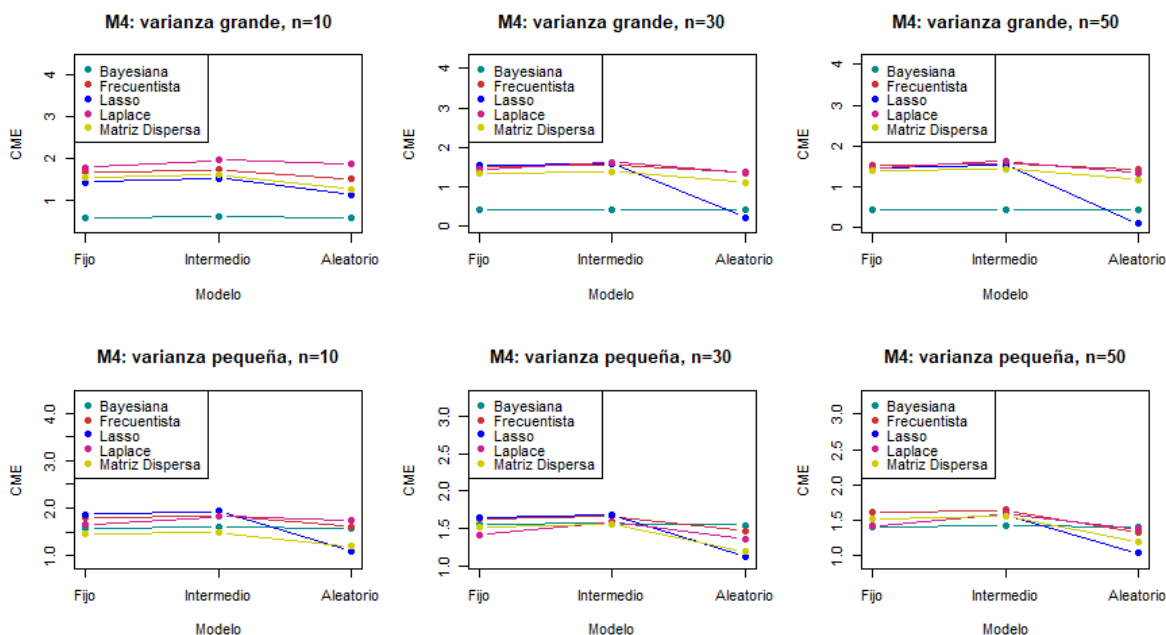 M4: varianza grande, n=10
CME
4
3
2
1
Bayesiana
Frecuentista
Lasso
Laplace
Matriz Dispersa
Fijo Intermedio Aleatorio
Modelo
M4: varianza grande, n=30
CME
4
3
2
1
0
Bayesiana
Frecuentista
Lasso
Laplace
Matriz Dispersa
Fijo Intermedio Aleatorio
Modelo
M4: varianza grande, n=50
CME
4
3
2
1
0
Bayesiana
Frecuentista
Lasso
Laplace
Matriz Dispersa
Fijo Intermedio Aleatorio
Modelo
M4: varianza pequeña, n=10
CME
4.0
3.0
2.0
1.0
Bayesiana
Frecuentista
Lasso
Laplace
Matriz Dispersa
Fijo Intermedio Aleatorio
Modelo
M4: varianza pequeña, n=30
CME
3.0
2.5
2.0
1.5
1.0
Bayesiana
Frecuentista
Lasso
Laplace
Matriz Dispersa
Fijo Intermedio Aleatorio
Modelo
M4: varianza pequeña, n=50
CME
3.0
2.5
2.0
1.5
1.0
Bayesiana
Frecuentista
Lasso
Laplace
Matriz Dispersa
Fijo Intermedio Aleatorio
Modelo